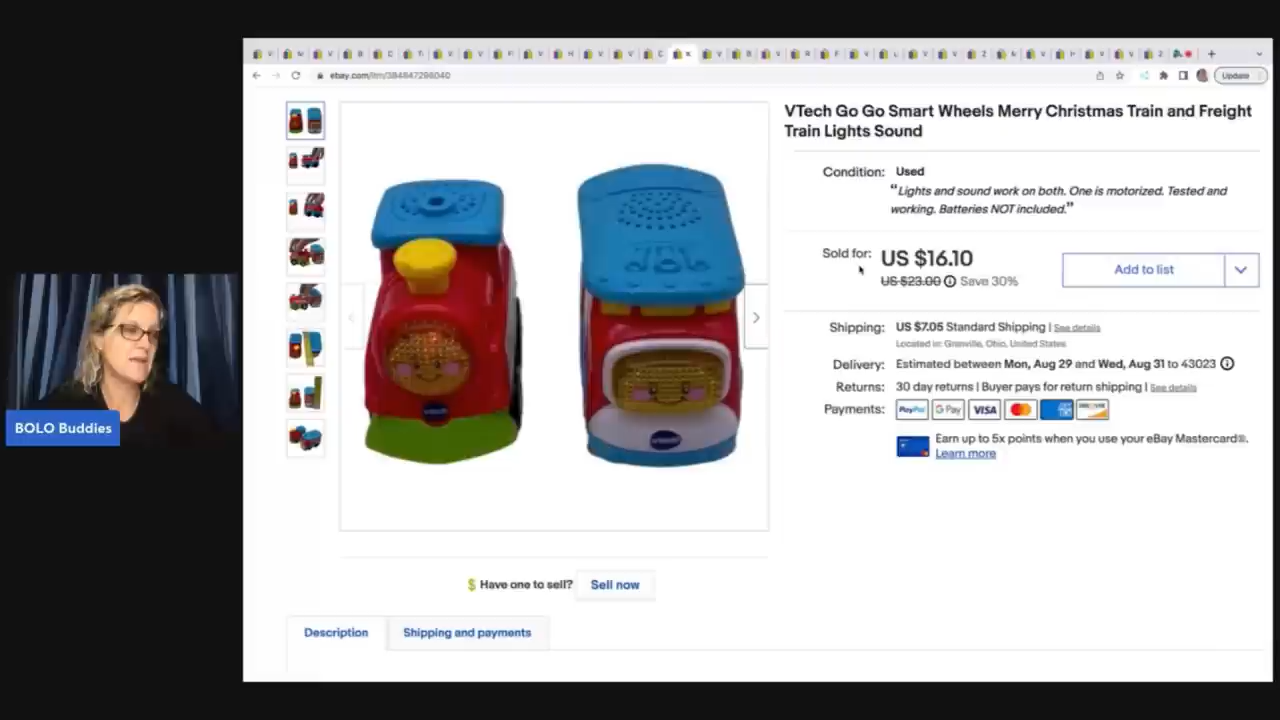 ebay.com/itm/384847298040
Update
VTech Go Go Smart Wheels Merry Christmas Train and Freight
Train Lights Sound
Condition: Used
“Lights and sound work on both. One is motorized. Tested and
working. Batteries NOT included.”
Sold for: US $16.10
US $23.00 Save 30%
Add to list
Shipping: US $7.05 Standard Shipping | See details
Located in: Granville, Ohio, United States
Delivery: Estimated between Mon, Aug 29 and Wed, Aug 31 to 43023
Returns: 30 day returns | Buyer pays for return shipping | See details
Payments: PayPal G Pay VISA
Earn up to 5x points when you use your eBay Mastercard®.
Learn more
BOLO Buddies
vtech
vtech
$ Have one to sell? Sell now
Description Shipping and payments